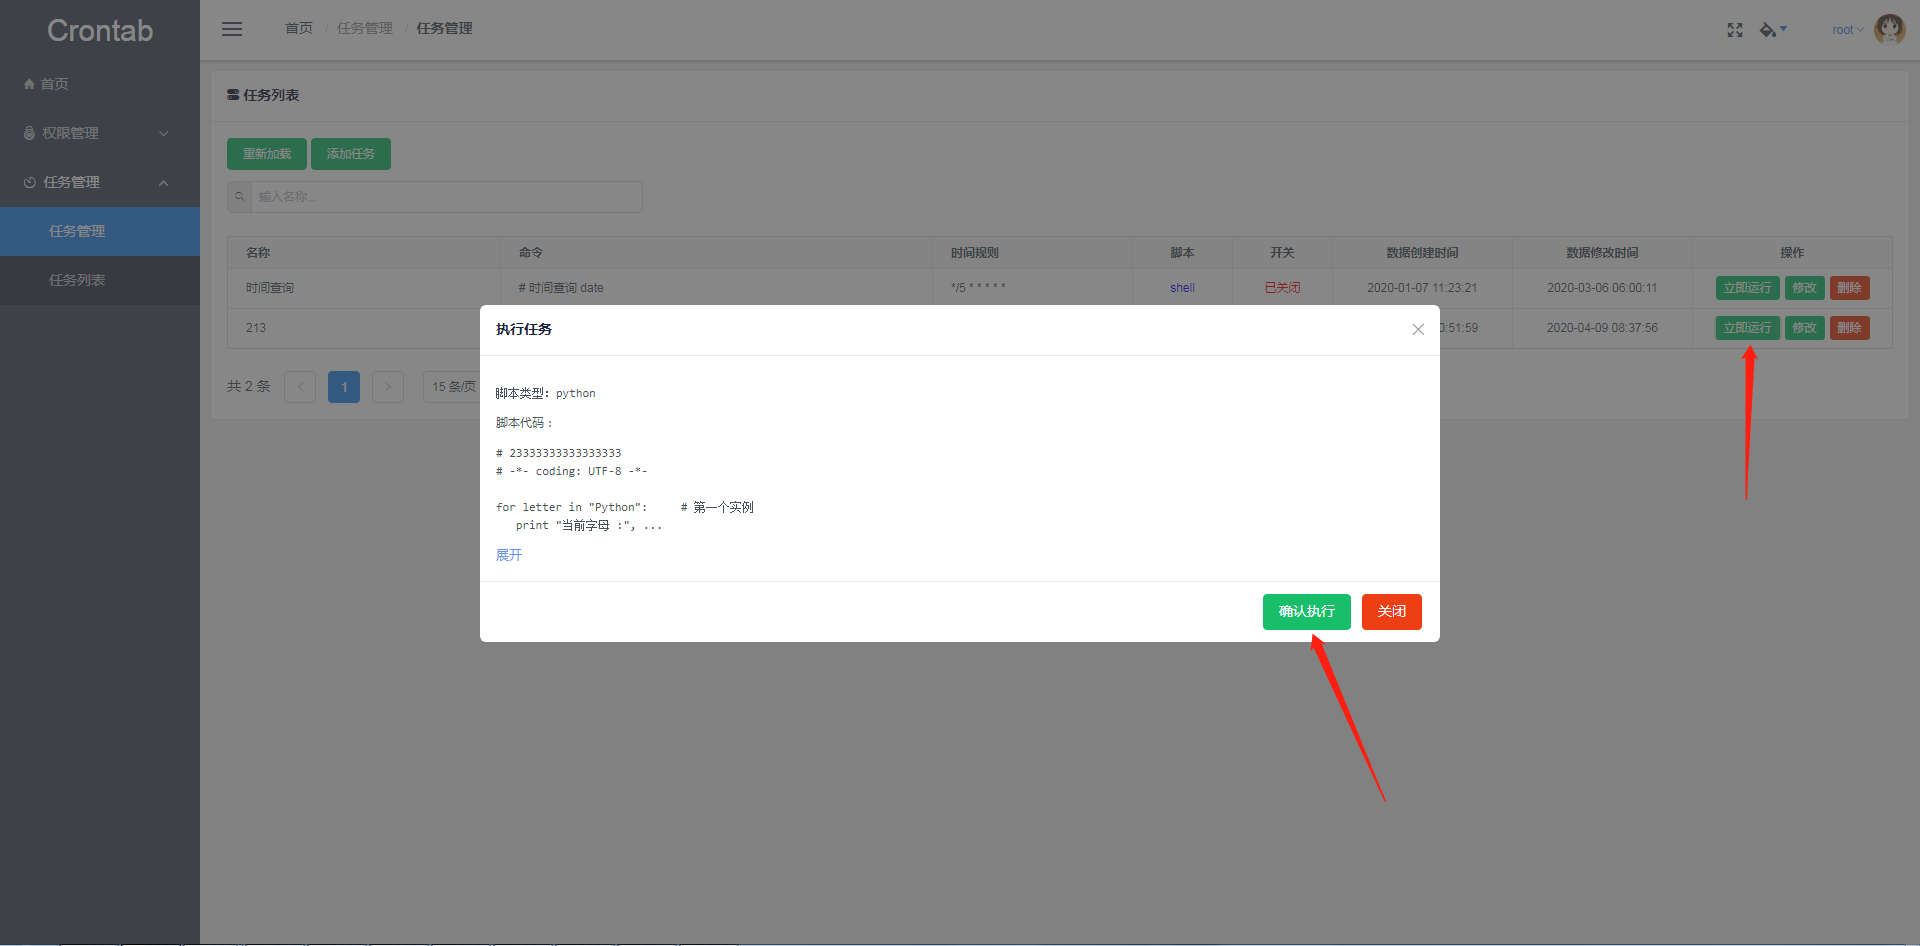 Crontab
首页
权限管理
任务管理
任务管理
任务列表
首页 / 任务管理 / 任务管理
root
任务列表
重新加载 添加任务
输入名称...
名称 命令 时间规则 脚本 开关 数据创建时间 数据修改时间 操作
时间查询 # 时间查询 date */5 * * * * * shell 已关闭 2020-01-07 11:23:21 2020-03-06 06:00:11 立即运行 修改 删除
213 0:51:59 2020-04-09 08:37:56 立即运行 修改 删除
共 2 条 1 15 条/页
执行任务
脚本类型: python
脚本代码 :
# 23333333333333333
# -*- coding: UTF-8 -*-
for letter in "Python":     # 第一个实例
   print "当前字母 :", ...
展开
确认执行 关闭